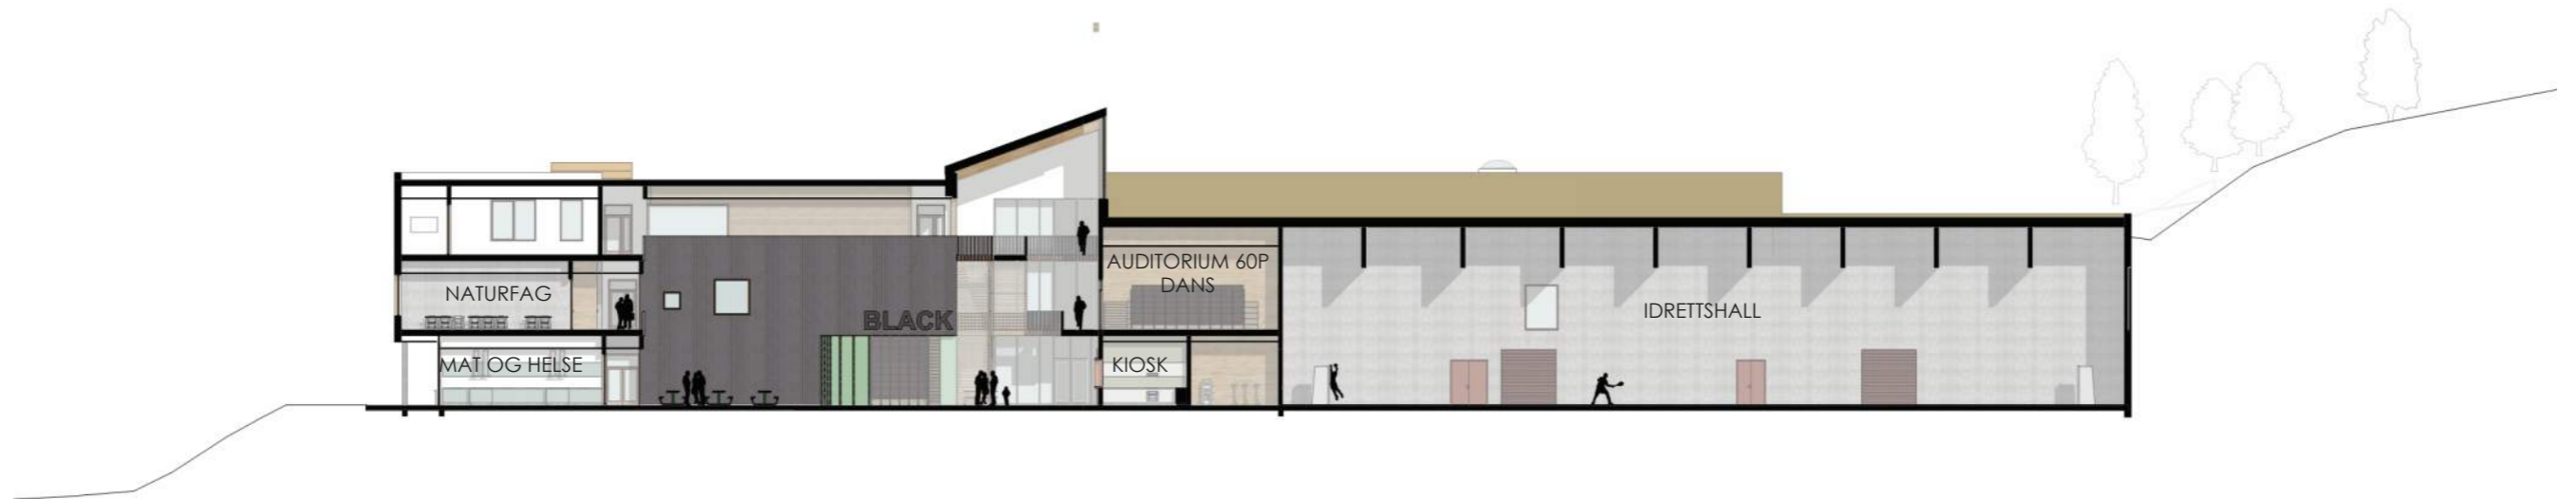 NATURFAG
MAT OG HELSE
BLACK
AUDITORIUM 60P
DANS
KIOSK
IDRETTSHALL